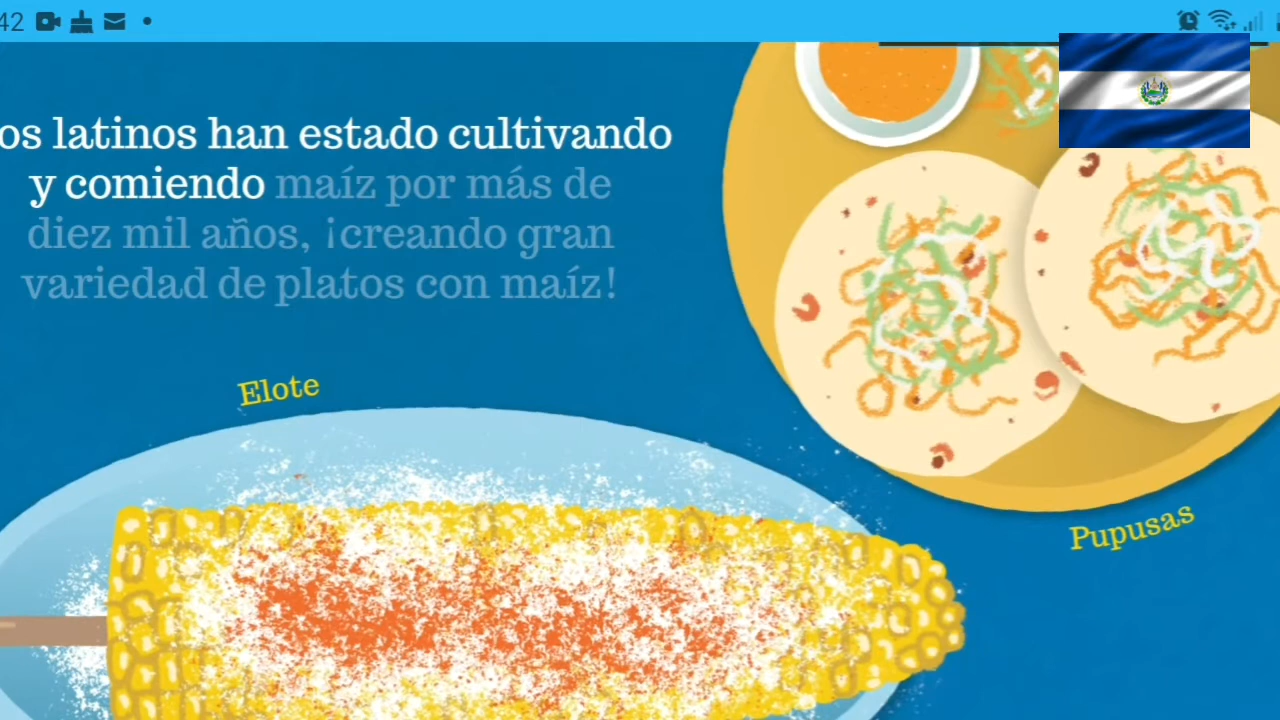 42
os latinos han estado cultivando
y comiendo maíz por más de
diez mil años, ¡creando gran
variedad de platos con maíz!
Elote
Pupusas